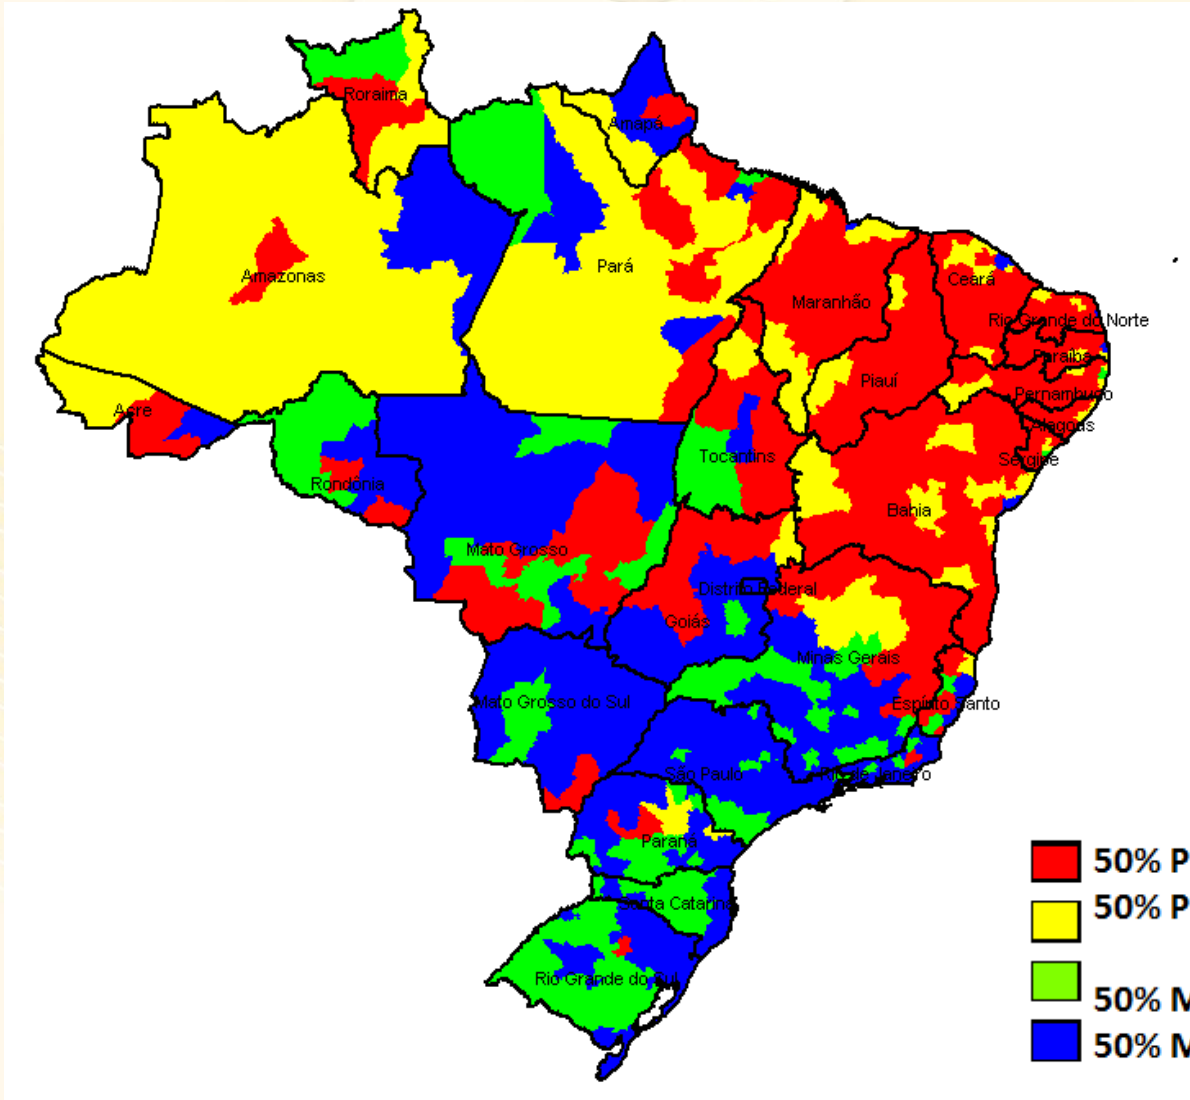 Roraima
Amapá
Amazonas
Pará
Maranhão
Ceará
Rio Grande do Norte
Paraíba
Piauí
Pernambuco
Acre
Alagoas
Sergipe
Tocantins
Rondônia
Bahia
Mato Grosso
Distrito Federal
Goiás
Minas Gerais
Mato Grosso do Sul
Espírito Santo
São Paulo
Rio de Janeiro
Paraná
Santa Catarina
Rio Grande do Sul
50% P
50% P
50% M
50% M